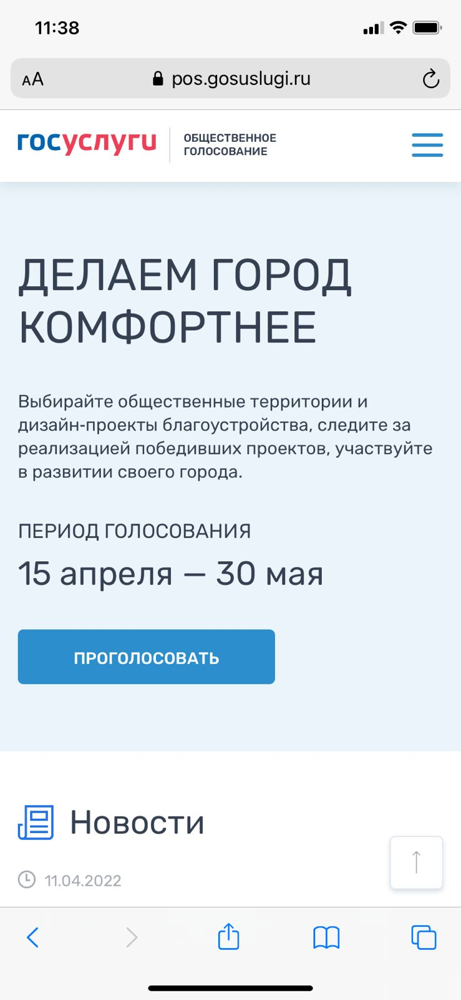 11:38
AA pos.gosuslugi.ru
госуслуги
ОБЩЕСТВЕННОЕ
ГОЛОСОВАНИЕ
ДЕЛАЕМ ГОРОД
КОМФОРТНЕЕ
Выбирайте общественные территории и
дизайн-проекты благоустройства, следите за
реализацией победивших проектов, участвуйте
в развитии своего города.
ПЕРИОД ГОЛОСОВАНИЯ
15 апреля — 30 мая
ПРОГОЛОСОВАТЬ
Новости
11.04.2022